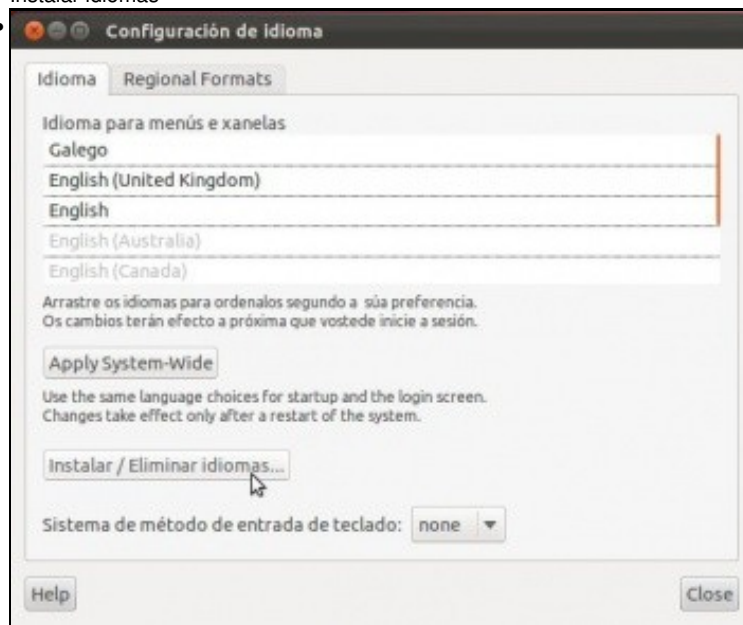 Instalar idiomas
Configuración de idioma
Idioma Regional Formats
Idioma para menús e xanelas
Galego
English (United Kingdom)
English
English (Australia)
English (Canada)
Arrastre os idiomas para ordenalos segundo a súa preferencia.
Os cambios terán efecto a próxima que vostede inicie a sesión.
Apply System-Wide
Use the same language choices for startup and the login screen.
Changes take effect only after a restart of the system.
Instalar / Eliminar idiomas...
Sistema de método de entrada de teclado: none
Help Close